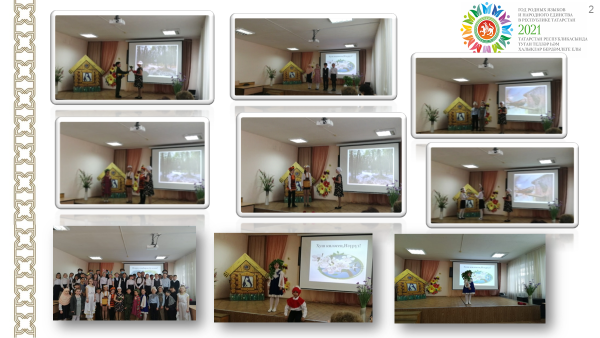 ГОД РОДНЫХ ЯЗЫКОВ
И НАРОДНОГО ЕДИНСТВА
В РЕСПУБЛИКЕ ТАТАРСТАН
2021
ТАТАРСТАН РЕСПУБЛИКАСЫНДА
ТУГАН ТЕЛЛӘР ҺӘМ
ХАЛЫКЛАР БЕРДӘМЛЕГЕ ЕЛЫ
2